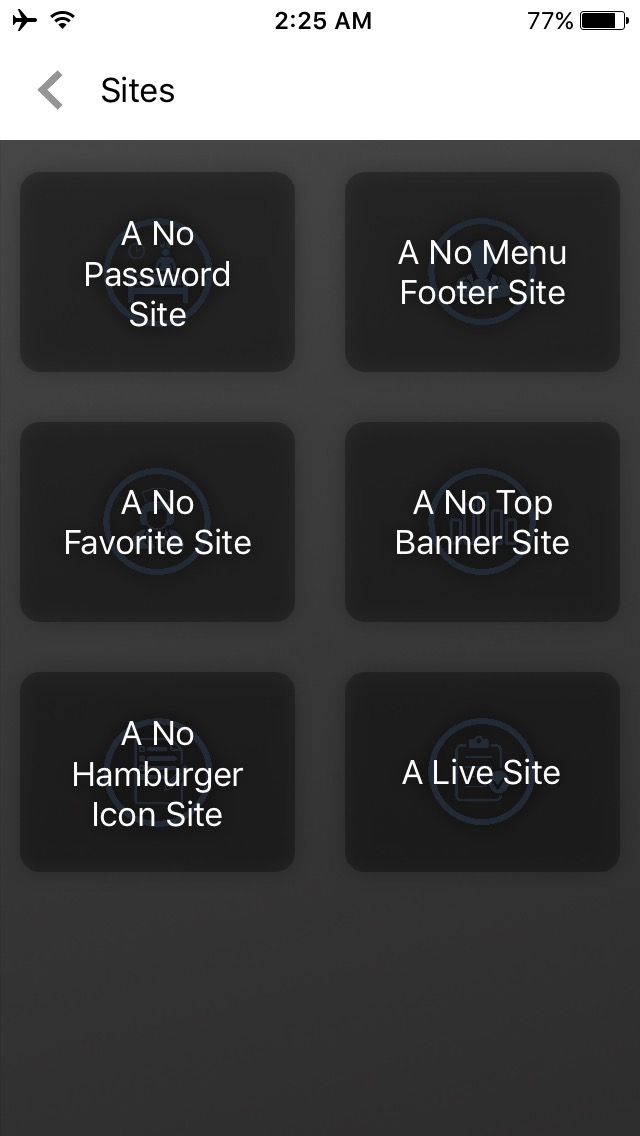 2:25 AM 77%
Sites
A No
Password
Site
A No Menu
Footer Site
A No
Favorite Site
A No Top
Banner Site
A No
Hamburger
Icon Site
A Live Site